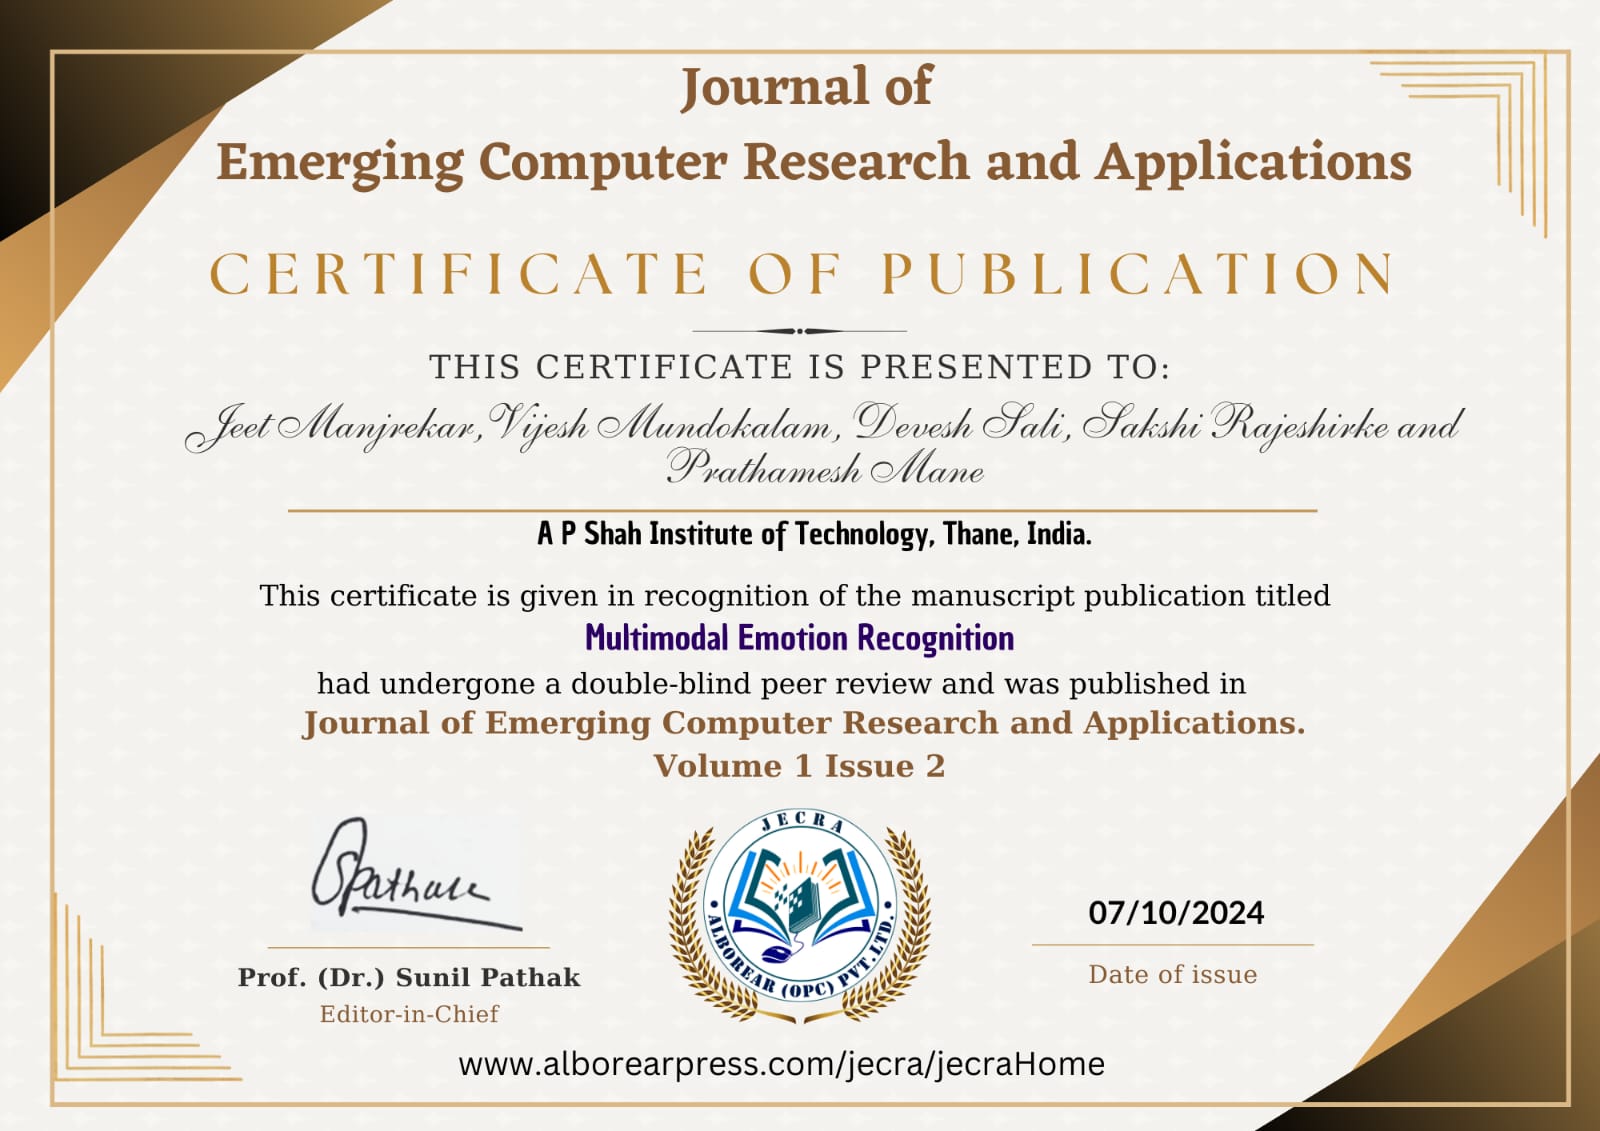 Journal of
Emerging Computer Research and Applications
CERTIFICATE OF PUBLICATION
THIS CERTIFICATE IS PRESENTED TO:
Jeet Manjrekar, Vijesh Mundokalam, Devesh Sali, Sakshi Rajeshirke and
Prathamesh Mane
A P Shah Institute of Technology, Thane, India.
This certificate is given in recognition of the manuscript publication titled
Multimodal Emotion Recognition
had undergone a double-blind peer review and was published in
Journal of Emerging Computer Research and Applications.
Volume 1 Issue 2
SPathak
JECRA
ALBOREAR (OPC) PVT.LTD.
07/10/2024
Prof. (Dr.) Sunil Pathak
Date of issue
Editor-in-Chief
www.alborearpress.com/jecra/jecraHome